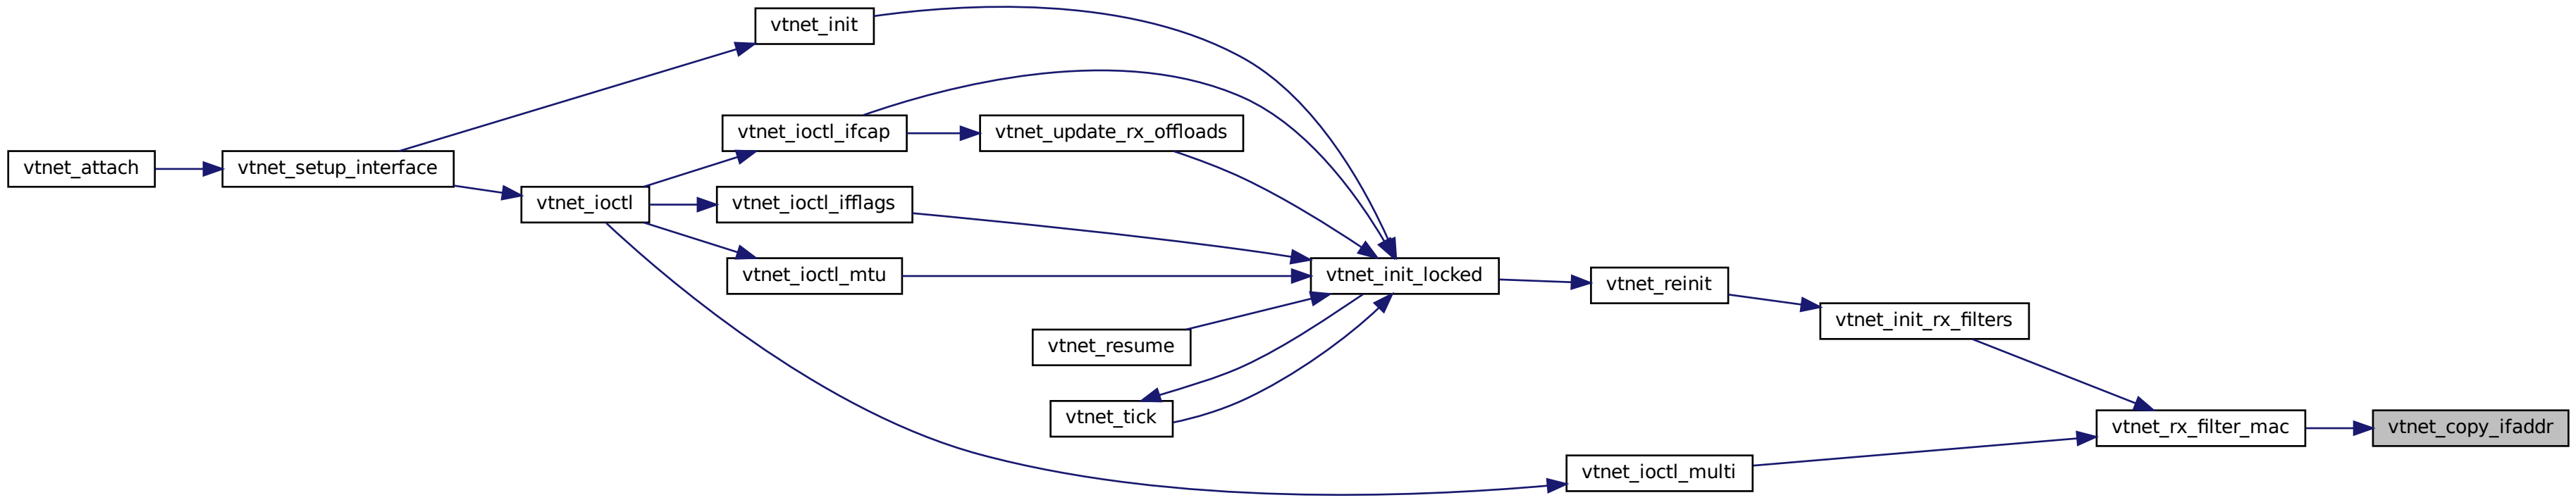 vtnet_init
vtnet_ioctl_ifcap
vtnet_update_rx_offloads
vtnet_attach
vtnet_setup_interface
vtnet_ioctl
vtnet_ioctl_ifflags
vtnet_ioctl_mtu
vtnet_init_locked
vtnet_reinit
vtnet_init_rx_filters
vtnet_resume
vtnet_tick
vtnet_rx_filter_mac
vtnet_copy_ifaddr
vtnet_ioctl_multi